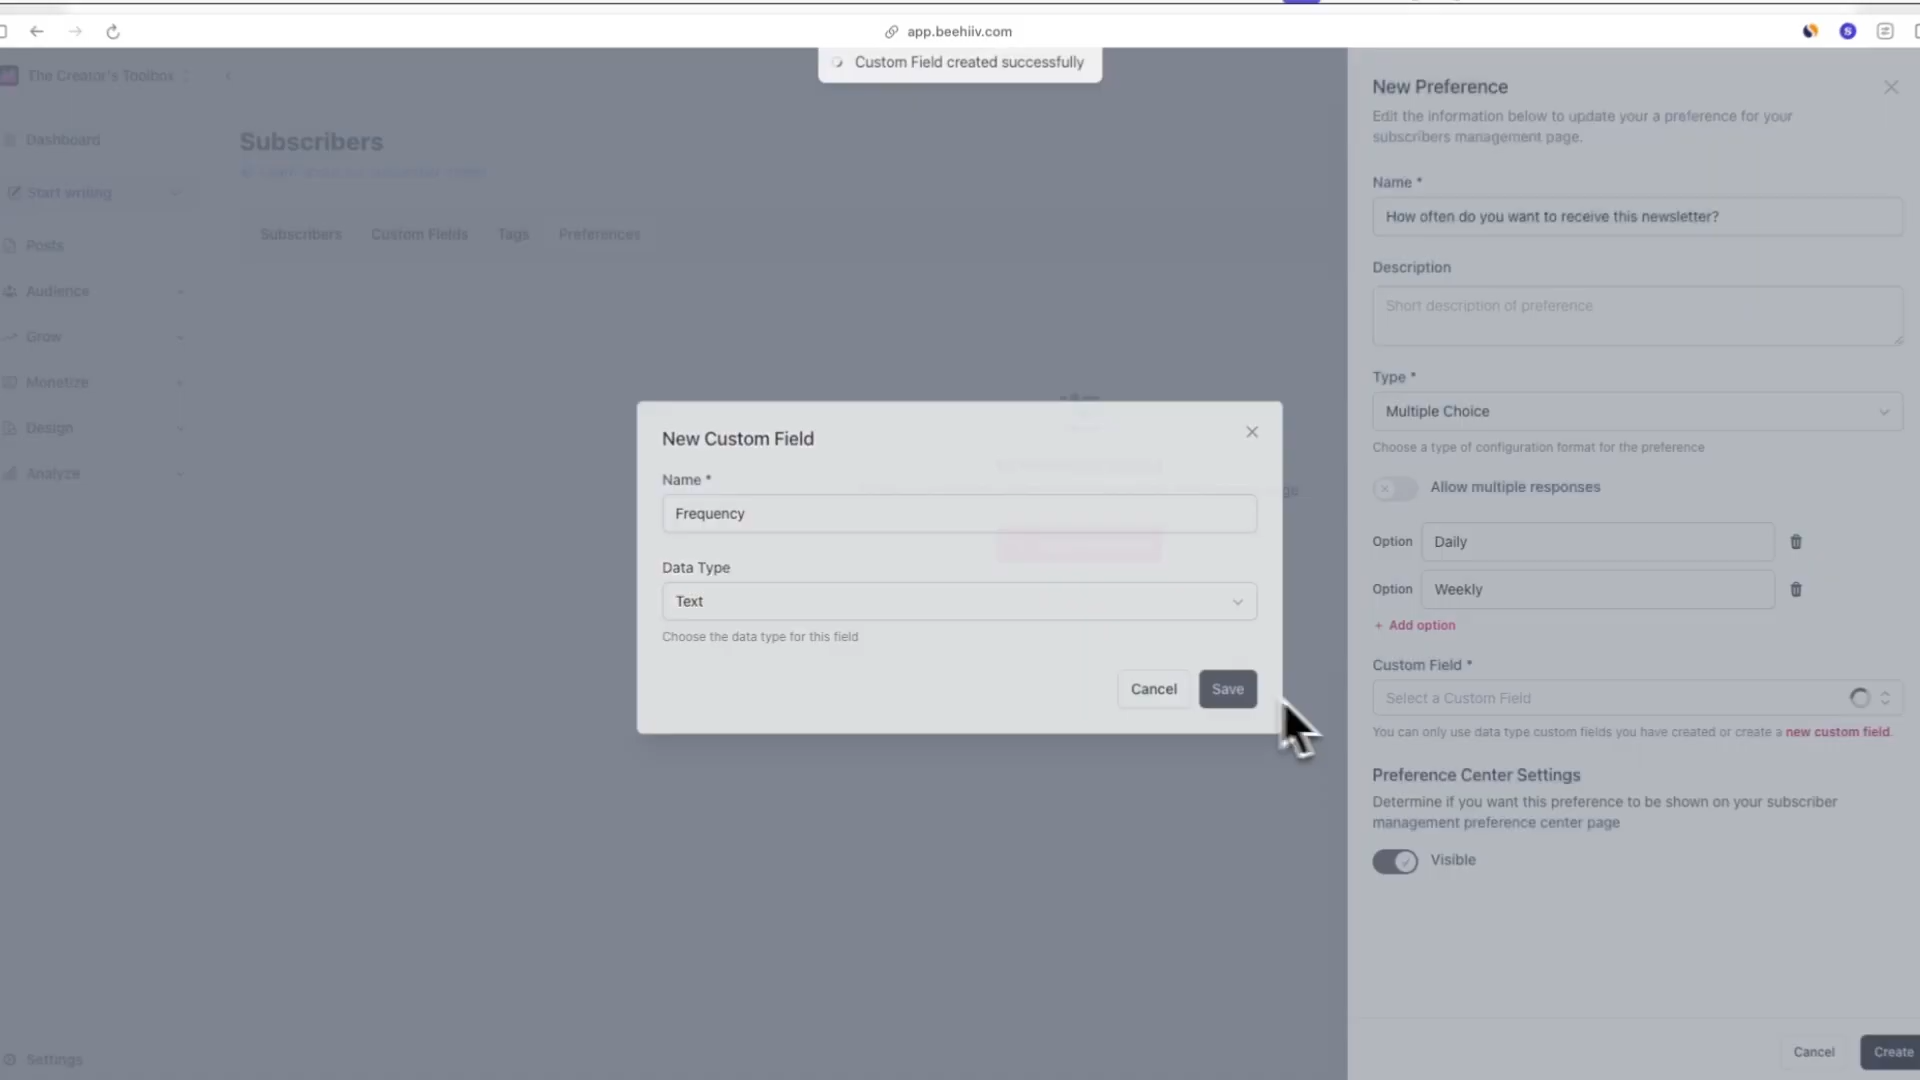 app.beehiiv.com
Custom Field created successfully
The Creator's Toolbox
Dashboard
Start writing
Posts
Audience
Grow
Monetize
Design
Analyze
Settings
Subscribers
Subscribers
Custom Fields
Tags
Preferences
New Custom Field
Name *
Frequency
Data Type
Text
Choose the data type for this field
Cancel
Save
New Preference
Edit the information below to update your a preference for your
subscribers management page.
Name *
How often do you want to receive this newsletter?
Description
Short description of preference
Type *
Multiple Choice
Choose a type of configuration format for the preference
Allow multiple responses
Option
Daily
Option
Weekly
+ Add option
Custom Field *
Select a Custom Field
You can only use data type custom fields you have created or create a new custom field.
Preference Center Settings
Determine if you want this preference to be shown on your subscriber
management preference center page
Visible
Cancel
Create